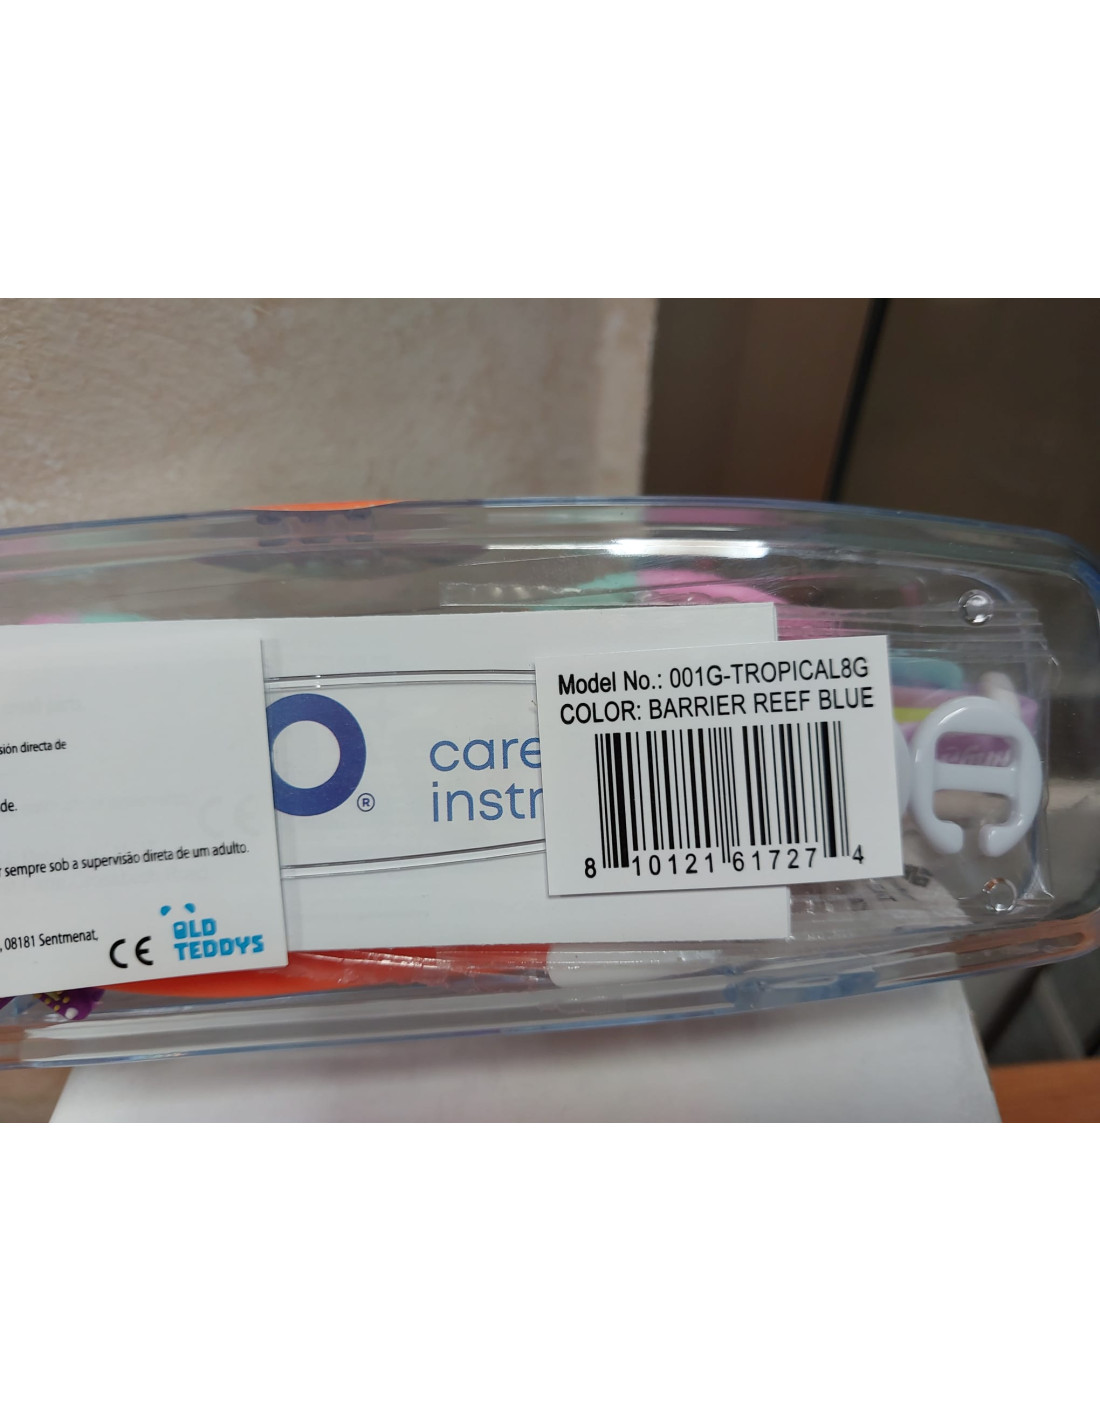 sión directa de
de.
sempre sob a supervisão direta de um adulto.
, 08181 Sentmenat,
CE
OLD
TEDDYS
®
care
instr
Model No.: 001G-TROPICAL8G
COLOR: BARRIER REEF BLUE
8 10121 61727 4